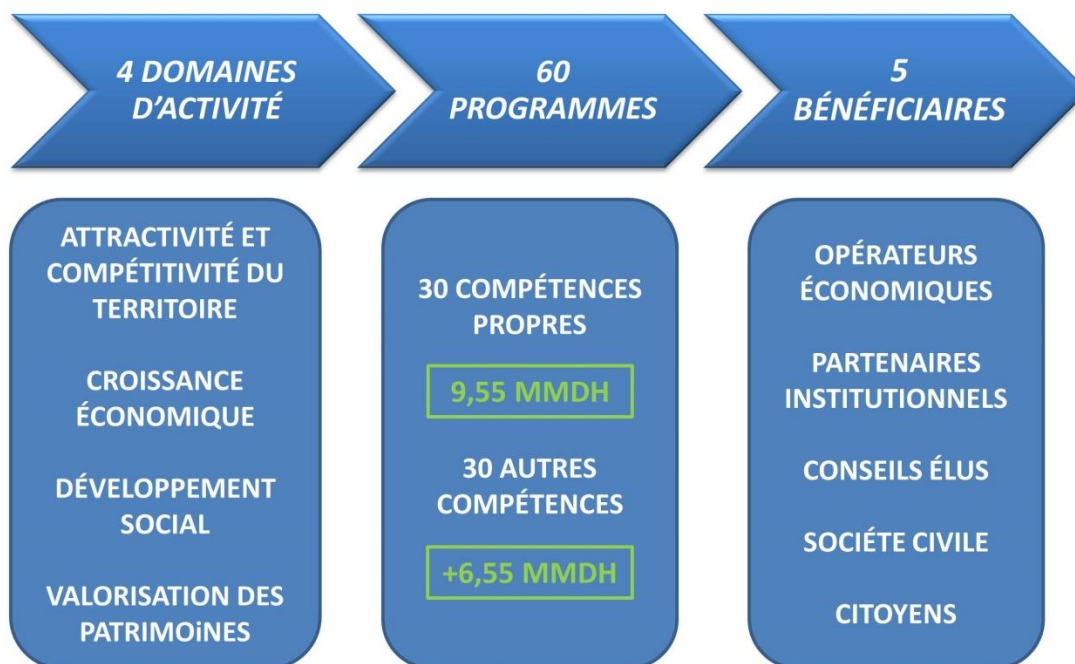 4 DOMAINES
D'ACTIVITÉ
60
PROGRAMMES
5
BÉNÉFICIAIRES
ATTRACTIVITÉ ET
COMPÉTITIVITÉ DU
TERRITOIRE
CROISSANCE
ÉCONOMIQUE
DÉVELOPPEMENT
SOCIAL
VALORISATION DES
PATRIMOiNES
30 COMPÉTENCES
PROPRES
9,55 MMDH
30 AUTRES
COMPÉTENCES
+6,55 MMDH
OPÉRATEURS
ÉCONOMIQUES
PARTENAIRES
INSTITUTIONNELS
CONSEILS ÉLUS
SOCIÉTE CIVILE
CITOYENS